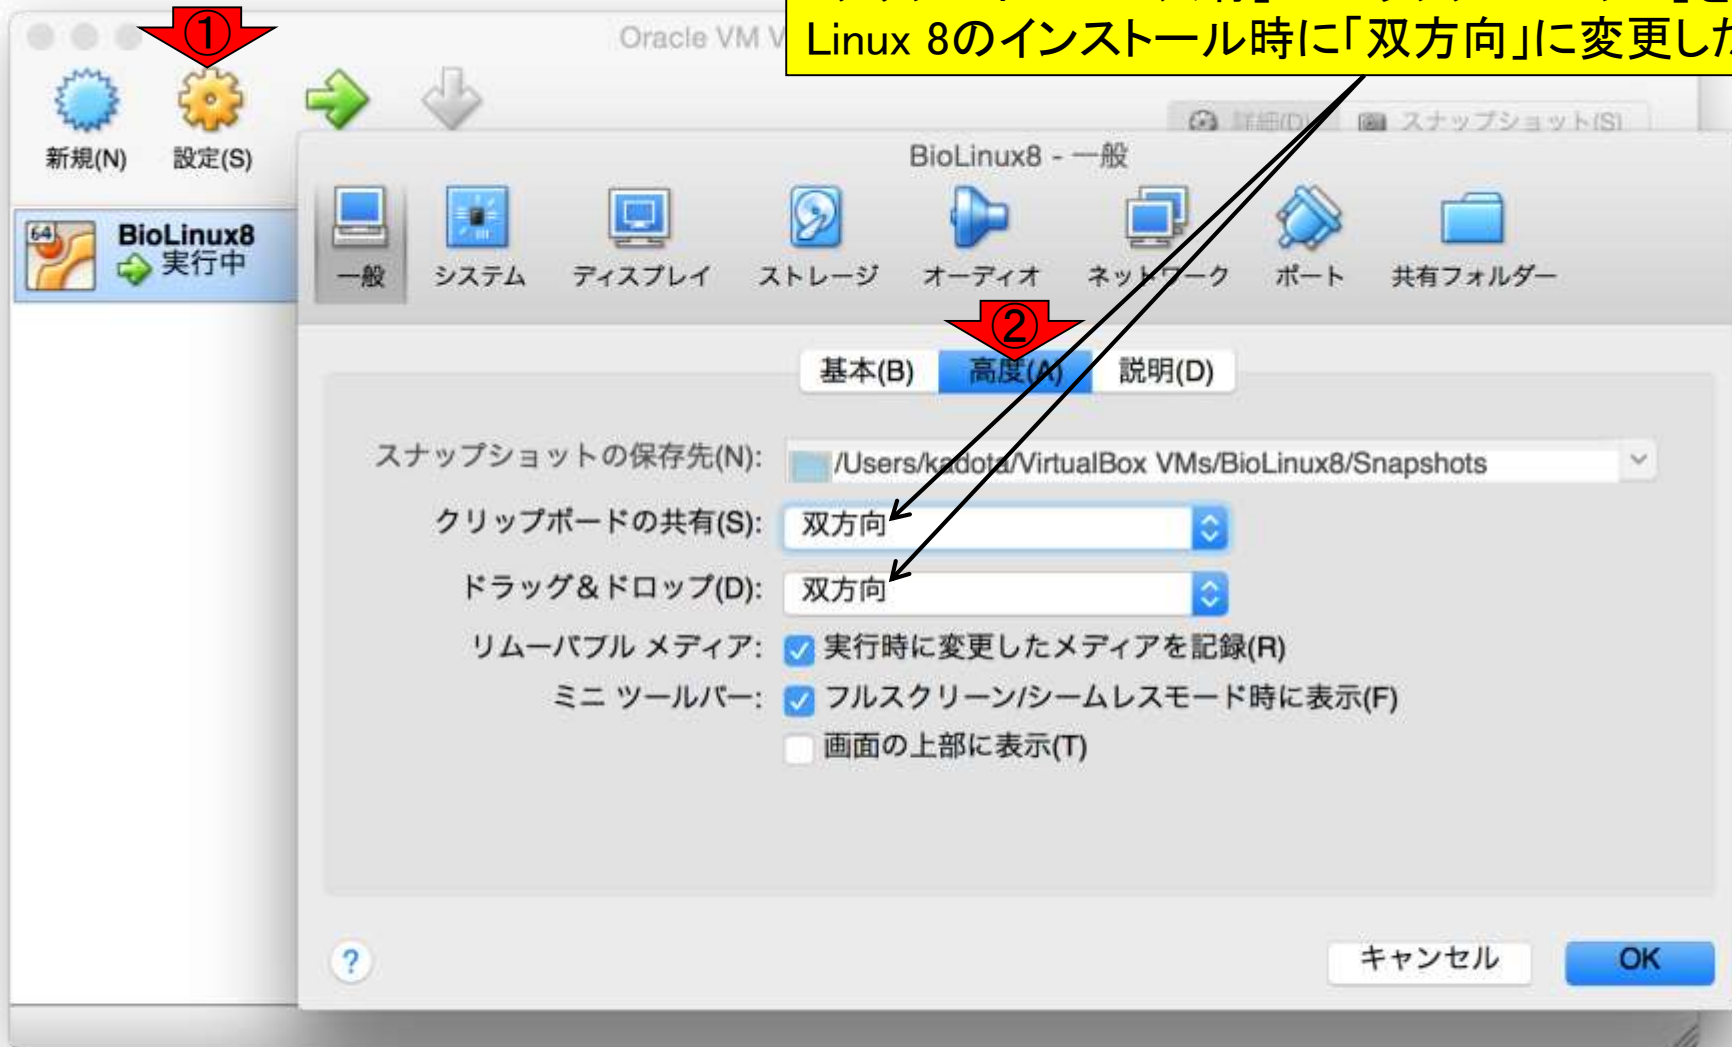 Linux 8のインストール時に「双方向」に変更した
①
Oracle VM V
新規(N)
設定(S)
詳細(D)
スナップショット(S)
BioLinux8 - 一般
64
BioLinux8
実行中
一般
システム
ディスプレイ
ストレージ
オーディオ
ネットワーク
ポート
共有フォルダー
②
基本(B)
高度(A)
説明(D)
スナップショットの保存先(N):
/Users/kadota/VirtualBox VMs/BioLinux8/Snapshots
クリップボードの共有(S):
双方向
ドラッグ&ドロップ(D):
双方向
リムーバブル メディア:
実行時に変更したメディアを記録(R)
ミニ ツールバー:
フルスクリーン/シームレスモード時に表示(F)
画面の上部に表示(T)
?
キャンセル
OK